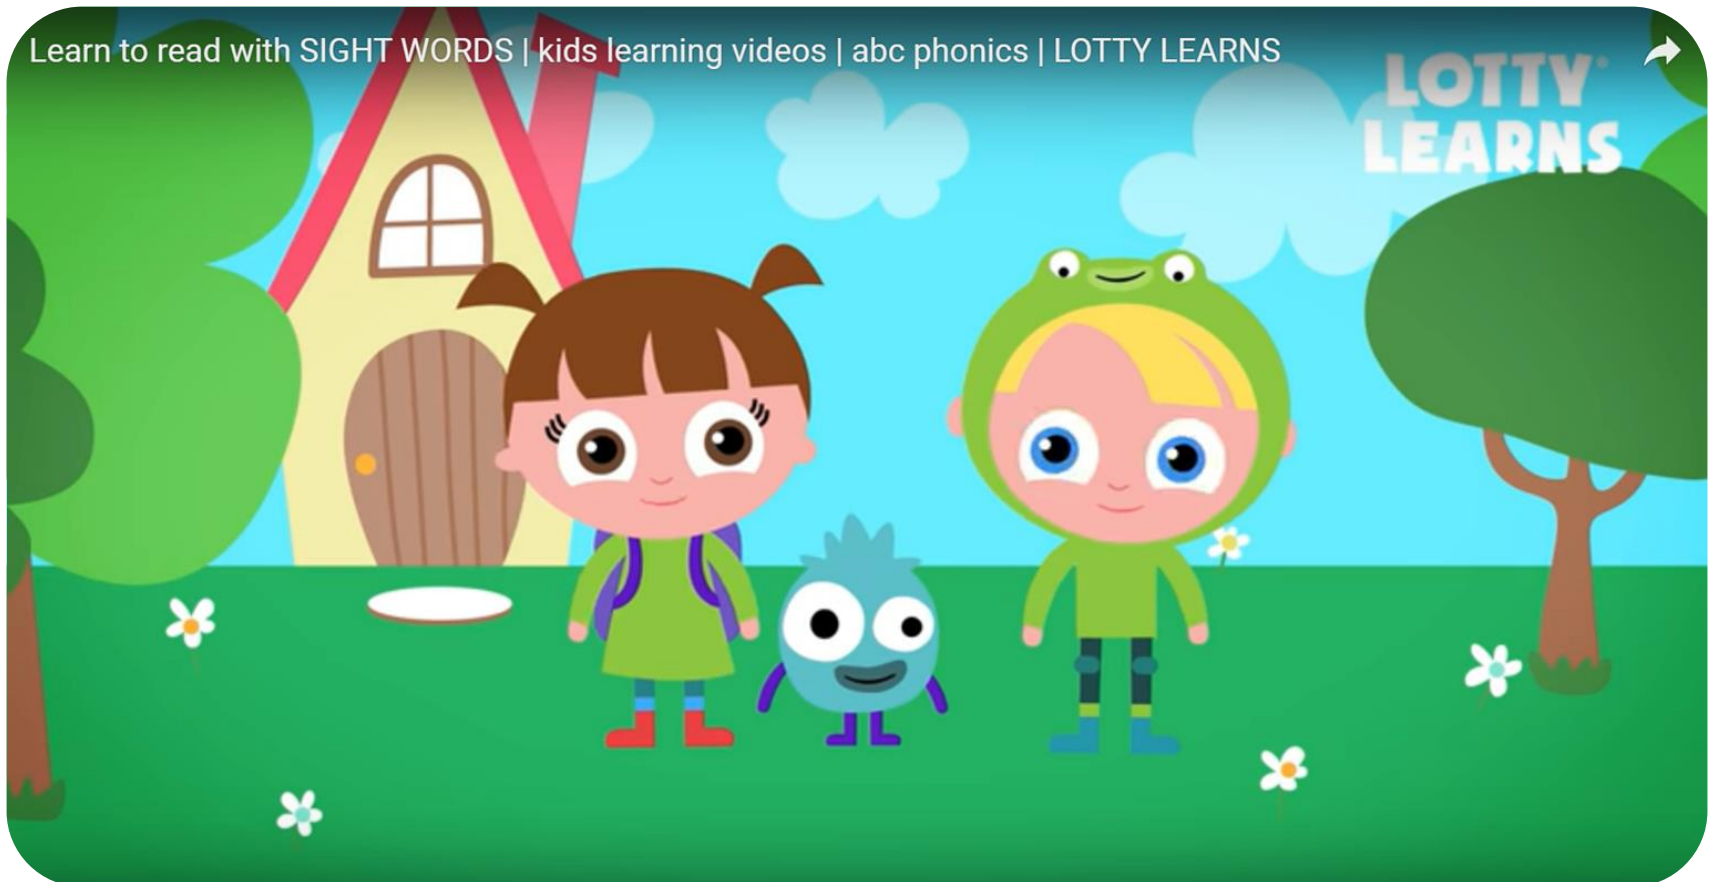 Learn to read with SIGHT WORDS | kids learning videos | abc phonics | LOTTY LEARNS
LOTTY®
LEARNS